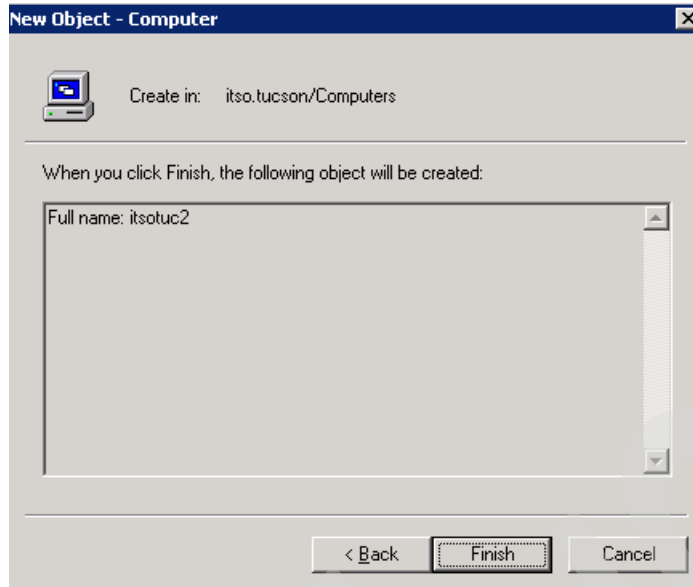 New Object - Computer
Create in: itso.tucson/Computers
When you click Finish, the following object will be created:
Full name: itsotuc2
< Back Finish Cancel